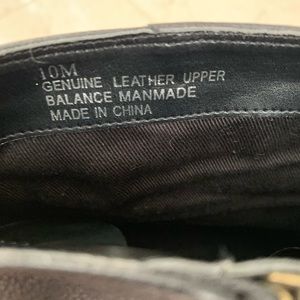 10M
GENUINE LEATHER UPPER
BALANCE MANMADE
MADE IN CHINA